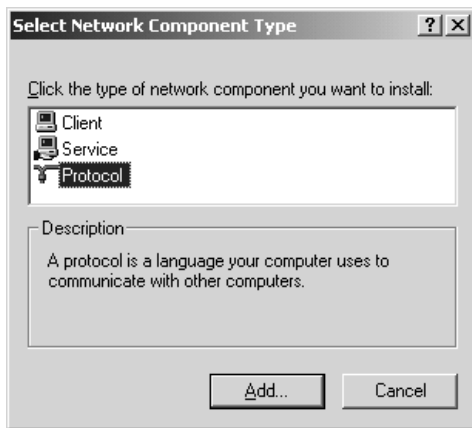 Select Network Component Type
Click the type of network component you want to install:
Client
Service
Protocol
Description
A protocol is a language your computer uses to
communicate with other computers.
Add...
Cancel